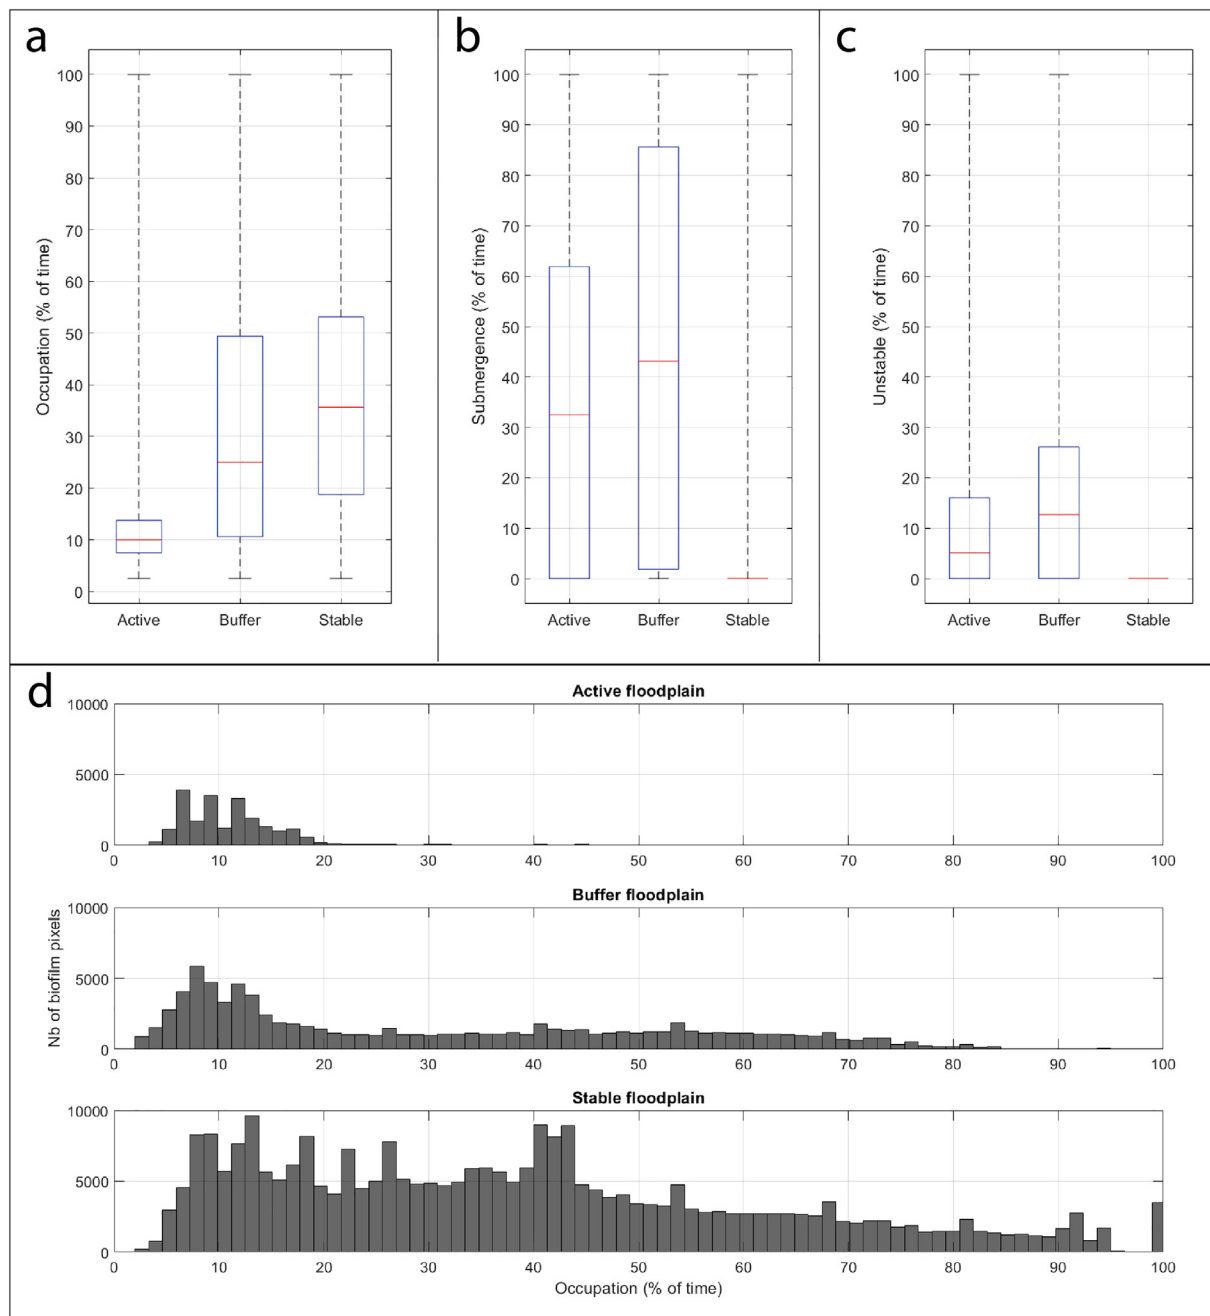 a
100
90
80
70
60
50
40
30
20
10
0
Occupation (% of time)
Active Buffer Stable
b
100
90
80
70
60
50
40
30
20
10
0
Submergence (% of time)
Active Buffer Stable
c
100
90
80
70
60
50
40
30
20
10
0
Unstable (% of time)
Active Buffer Stable
d
Active floodplain
10000
5000
0
0 10 20 30 40 50 60 70 80 90 100
Buffer floodplain
10000
5000
0
Nb of biofilm pixels
0 10 20 30 40 50 60 70 80 90 100
Stable floodplain
10000
5000
0
0 10 20 30 40 50 60 70 80 90 100
Occupation (% of time)